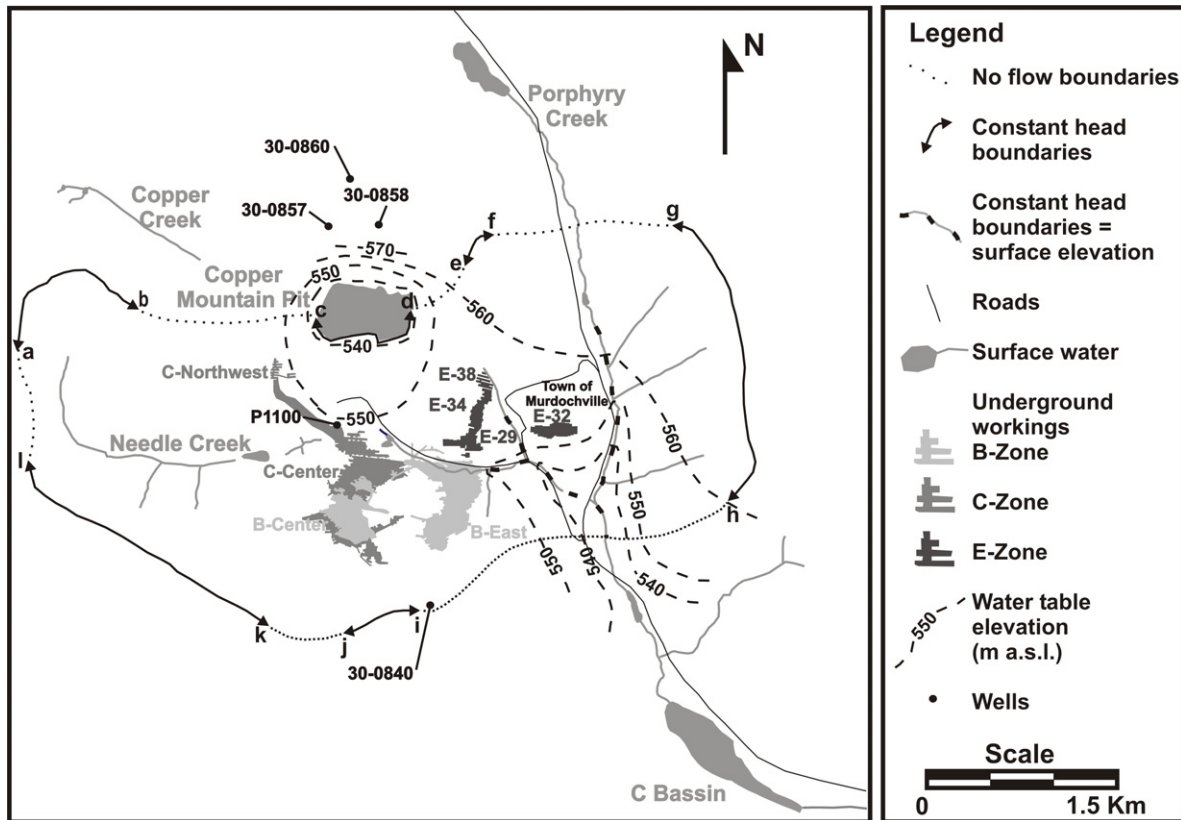 N
Porphyry
Creek
30-0860
30-0858
30-0857
Copper
Creek
f
g
570
e
550
Copper
Mountain Pit
b
c
d
560
540
a
C-Northwest
E-38
Town of
Murdochville
E-34
E-32
P1100
550
E-29
560
Needle Creek
l
C-Center
h
550
B-Center
B-East
550
540
540
i
k
j
30-0840
C Bassin
Legend
No flow boundaries
Constant head
boundaries
Constant head
boundaries =
surface elevation
Roads
Surface water
Underground
workings
B-Zone
C-Zone
E-Zone
550
Water table
elevation
(m a.s.l.)
Wells
Scale
0
1.5 Km